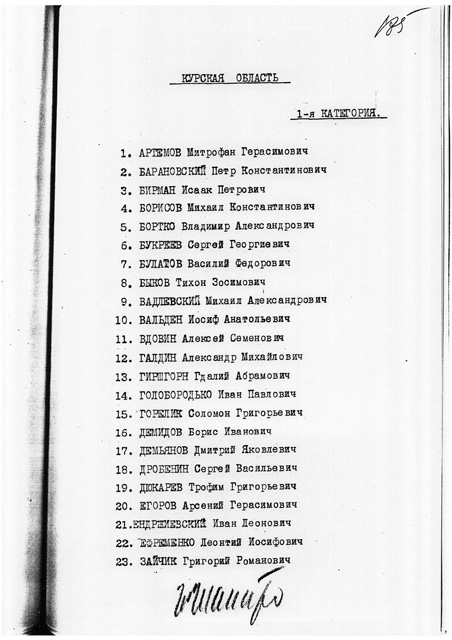 185
КУРСКАЯ ОБЛАСТЬ
1-я КАТЕГОРИЯ.
1. АРТЕМОВ Митрофан Герасимович
2. БАРАНОВСКИЙ Петр Константинович
3. БИРМАН Исаак Петрович
4. БОРИСОВ Михаил Константинович
5. БОРТКО Владимир Александрович
6. БУКРЕЕВ Сергей Георгиевич
7. БУЛАТОВ Василий Федорович
8. БЫКОВ Тихон Зосимович
9. ВАДЛЕВСКИЙ Михаил Александрович
10. ВАЛЬДЕН Иосиф Анатольевич
11. ВДОВИН Алексей Семенович
12. ГАЛДИН Александр Михайлович
13. ГИРШГОРН Гдалий Абрамович
14. ГОЛОБОРОДЬКО Иван Павлович
15. ГОРЕЛИК Соломон Григорьевич
16. ДЕМИДОВ Борис Иванович
17. ДЕМЬЯНОВ Дмитрий Яковлевич
18. ДРОБЕНИН Сергей Васильевич
19. ДЮКАРЕВ Трофим Григорьевич
20. ЕГОРОВ Арсений Герасимович
21. ЕНДРЖИЕВСКИЙ Иван Леонович
22. ЕФРЕМЕНКО Леонтий Иосифович
23. ЗАЙЧИК Григорий Романович